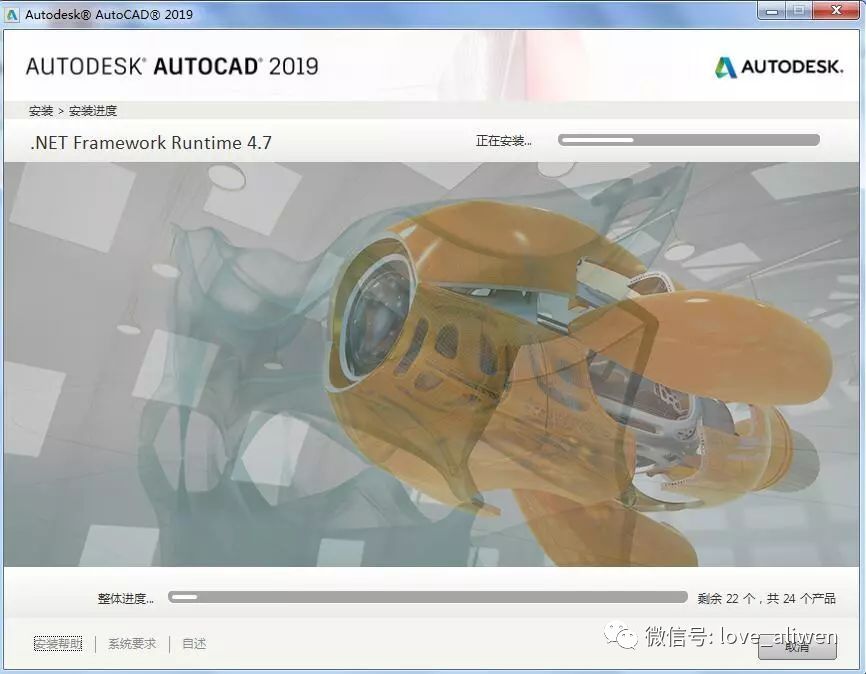 Autodesk® AutoCAD® 2019
AUTODESK® AUTOCAD® 2019
AUTODESK.
安装 > 安装进度
.NET Framework Runtime 4.7
正在安装...
整体进度...
剩余 22 个，共 24 个产品
安装帮助
系统要求
自述
微信号: love_aliwen
取消